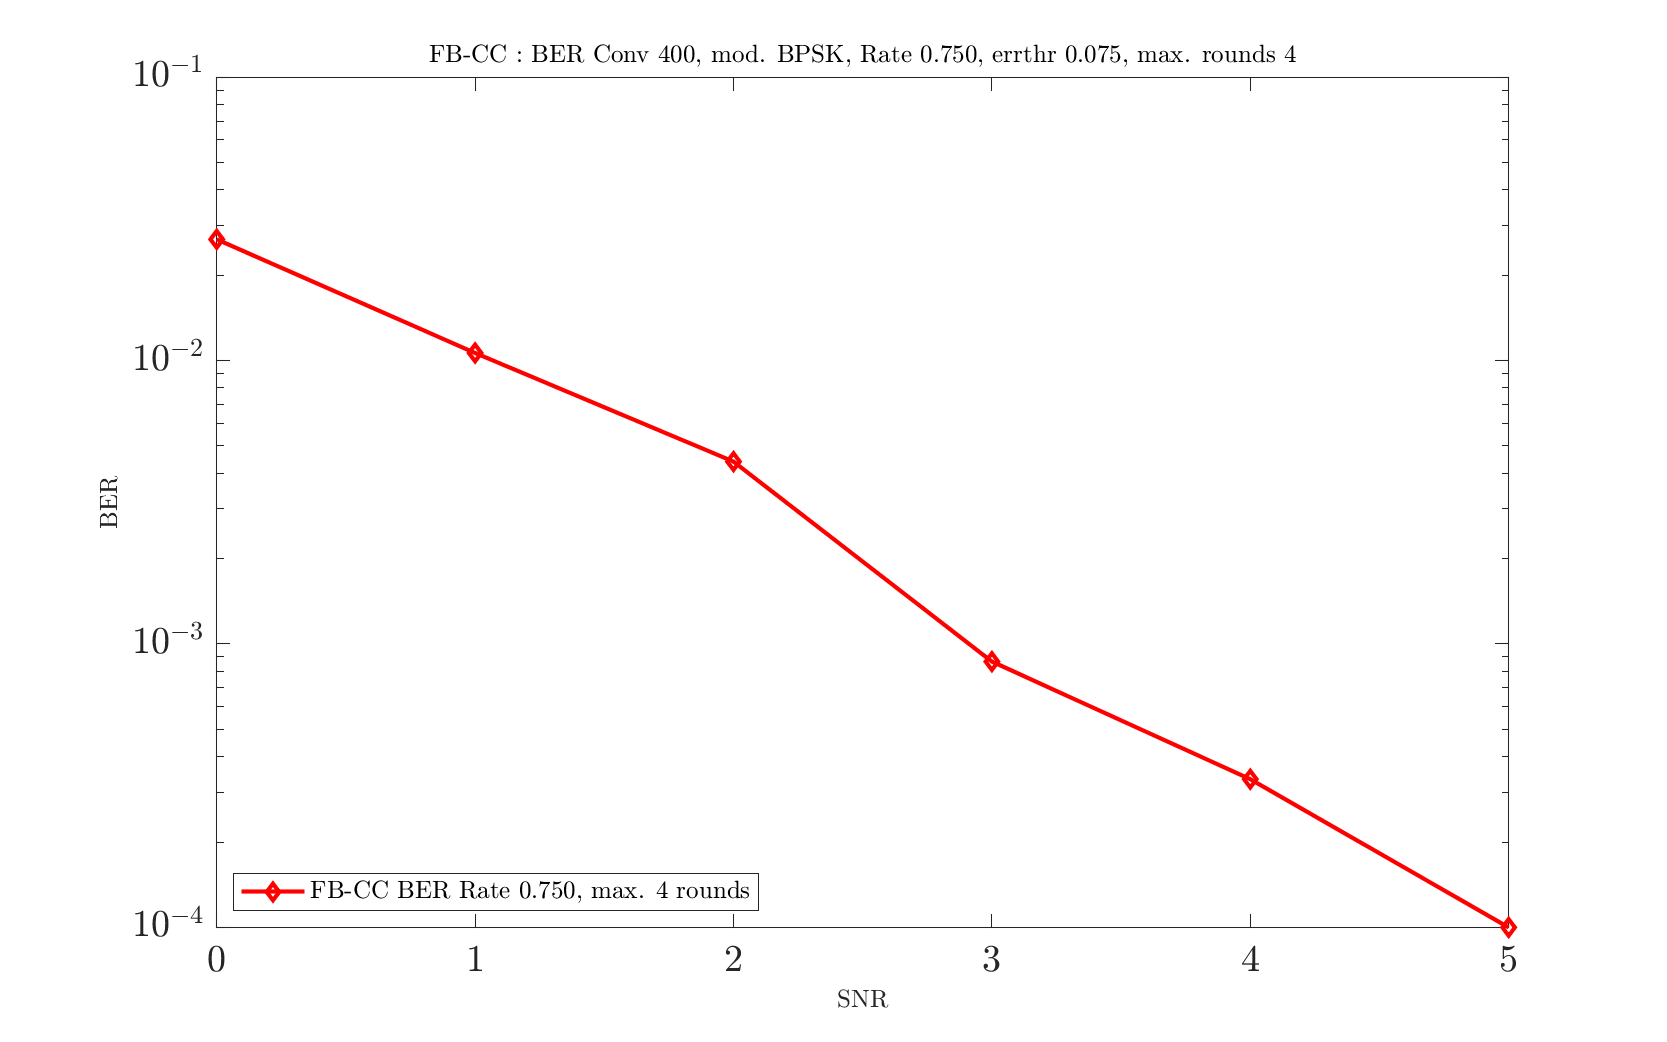 FB-CC : BER Conv 400, mod. BPSK, Rate 0.750, errthr 0.075, max. rounds 4
10⁻¹
10⁻²
10⁻³
10⁻⁴
BER
FB-CC BER Rate 0.750, max. 4 rounds
0 1 2 3 4 5
SNR